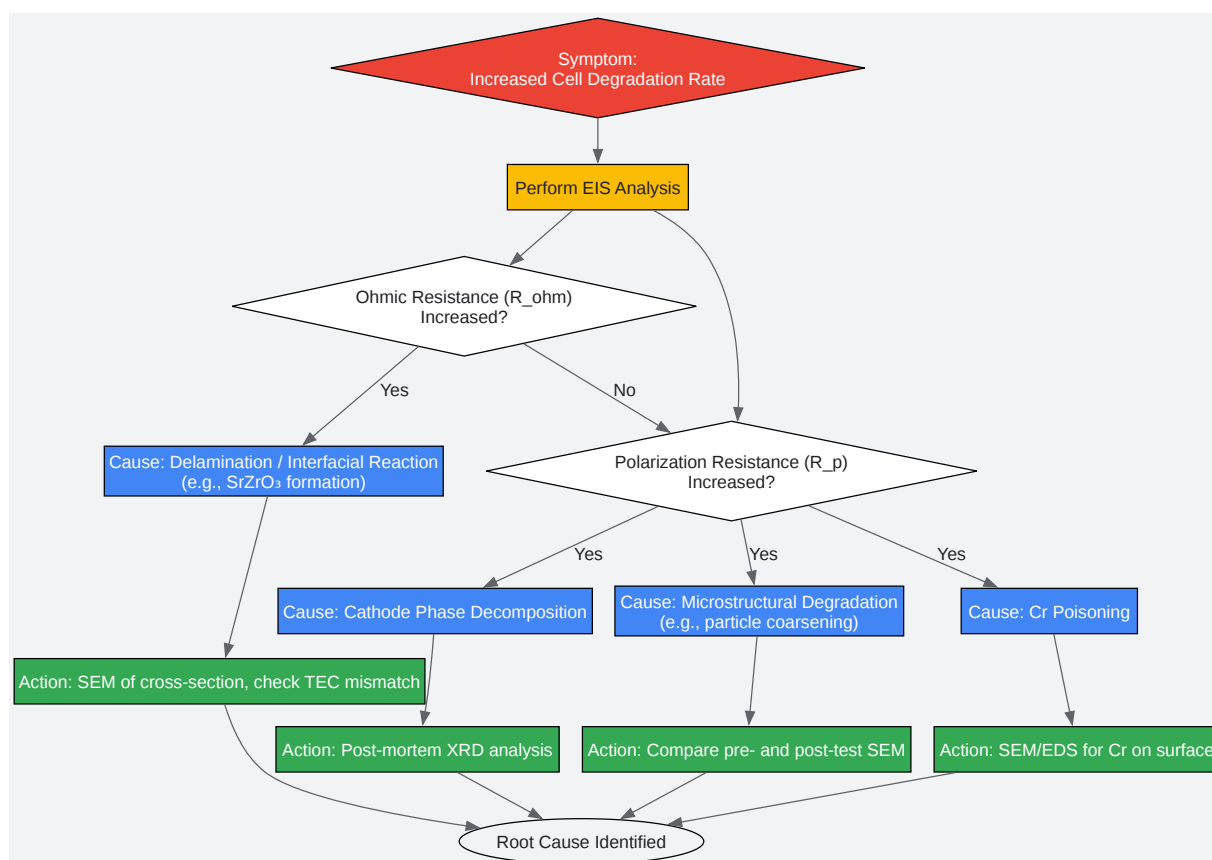 Symptom:
Increased Cell Degradation Rate
Perform EIS Analysis
Ohmic Resistance (R_ohm)
Increased?
Yes
No
Cause: Delamination / Interfacial Reaction
(e.g., SrZrO₃ formation)
Polarization Resistance (R_p)
Increased?
Yes
Yes
Yes
Cause: Cathode Phase Decomposition
Cause: Microstructural Degradation
(e.g., particle coarsening)
Cause: Cr Poisoning
Action: SEM of cross-section, check TEC mismatch
Action: Post-mortem XRD analysis
Action: Compare pre- and post-test SEM
Action: SEM/EDS for Cr on surface
Root Cause Identified